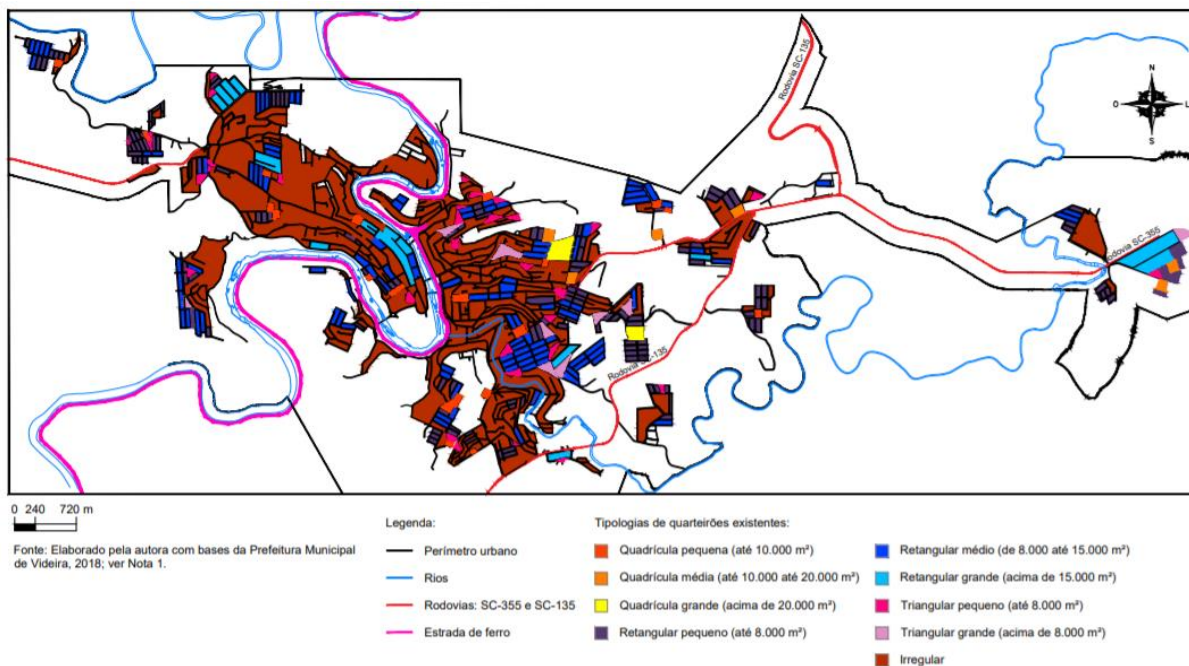 Rodovia SC-135
N
O
L
S
Rodovia SC-355
Rodovia SC-135
0 240 720 m
Fonte: Elaborado pela autora com bases da Prefeitura Municipal
de Videira, 2018; ver Nota 1.
Legenda:
Perímetro urbano
Rios
Rodovias: SC-355 e SC-135
Estrada de ferro
Tipologias de quarteirões existentes:
Quadrícula pequena (até 10.000 m²)
Quadrícula média (até 10.000 até 20.000 m²)
Quadrícula grande (acima de 20.000 m²)
Retangular pequeno (até 8.000 m²)
Retangular médio (de 8.000 até 15.000 m²)
Retangular grande (acima de 15.000 m²)
Triangular pequeno (até 8.000 m²)
Triangular grande (acima de 8.000 m²)
Irregular